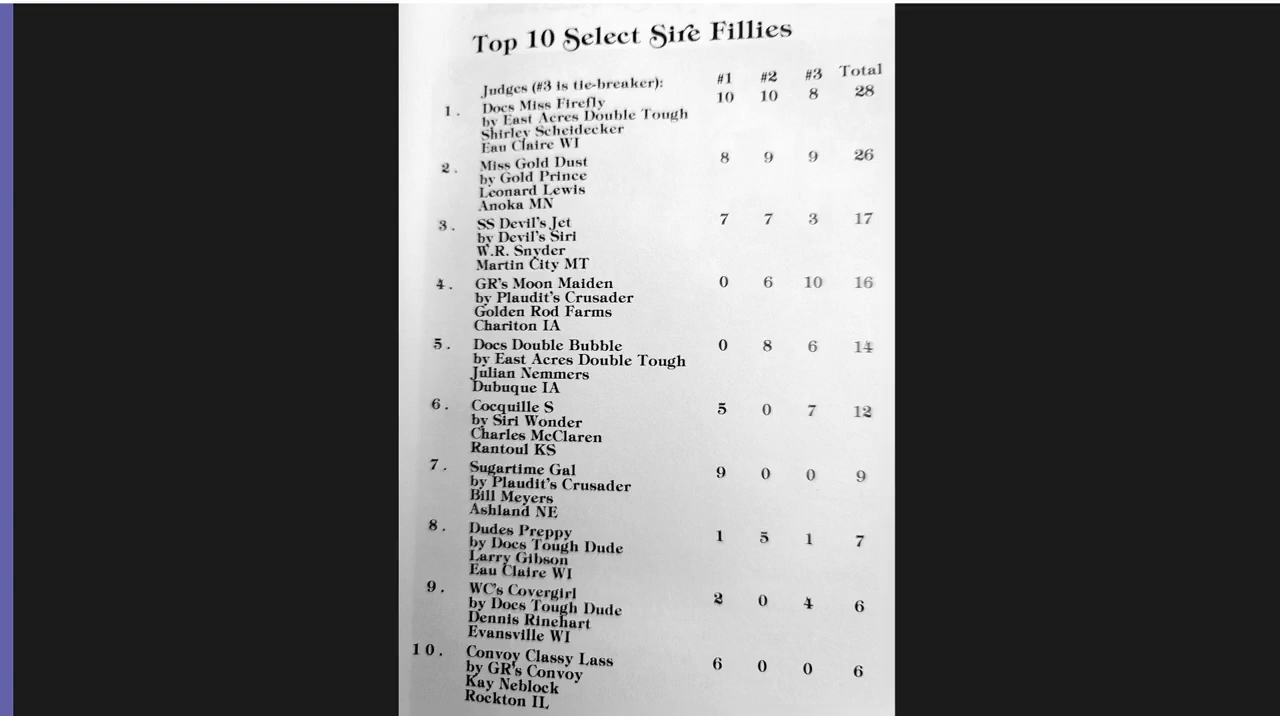 Top 10 Select Sire Fillies
Judges (#3 is tie-breaker): #1 #2 #3 Total
1. Docs Miss Firefly 10 10 8 28
by East Acres Double Tough
Shirley Scheidecker
Eau Claire WI
2. Miss Gold Dust 8 9 9 26
by Gold Prince
Leonard Lewis
Anoka MN
3. SS Devil's Jet 7 7 3 17
by Devil's Siri
W.R. Snyder
Martin City MT
4. GR's Moon Maiden 0 6 10 16
by Plaudit's Crusader
Golden Rod Farms
Chariton IA
5. Docs Double Bubble 0 8 6 14
by East Acres Double Tough
Julian Nemmers
Dubuque IA
6. Cocquille S 5 0 7 12
by Siri Wonder
Charles McClaren
Rantoul KS
7. Sugartime Gal 9 0 0 9
by Plaudit's Crusader
Bill Meyers
Ashland NE
8. Dudes Preppy 1 5 1 7
by Docs Tough Dude
Larry Gibson
Eau Claire WI
9. WC's Covergirl 2 0 4 6
by Docs Tough Dude
Dennis Rinehart
Evansville WI
10. Convoy Classy Lass 6 0 0 6
by GR's Convoy
Kay Neblock
Rockton IL